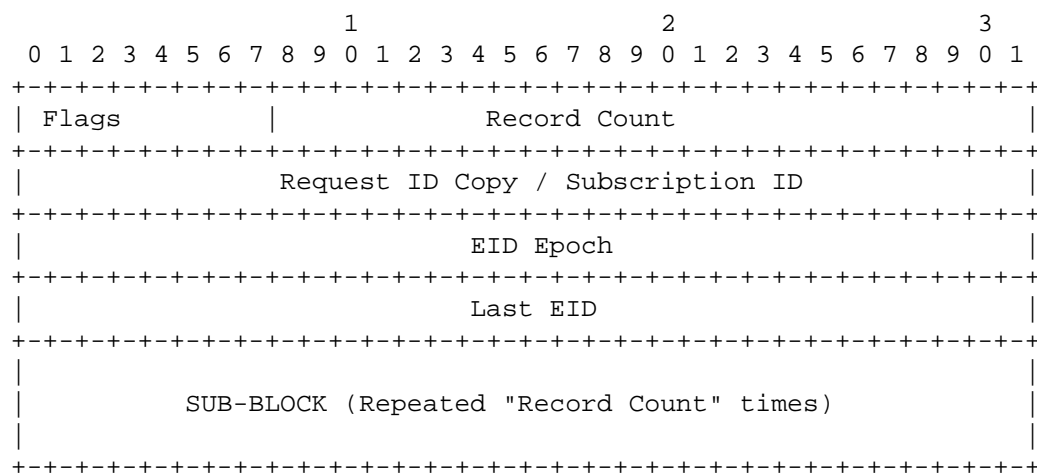 1                   2                   3
 0 1 2 3 4 5 6 7 8 9 0 1 2 3 4 5 6 7 8 9 0 1 2 3 4 5 6 7 8 9 0 1
+-+-+-+-+-+-+-+-+-+-+-+-+-+-+-+-+-+-+-+-+-+-+-+-+-+-+-+-+-+-+-+-+
| Flags         |             Record Count                      |
+-+-+-+-+-+-+-+-+-+-+-+-+-+-+-+-+-+-+-+-+-+-+-+-+-+-+-+-+-+-+-+-+
|                Request ID Copy / Subscription ID              |
+-+-+-+-+-+-+-+-+-+-+-+-+-+-+-+-+-+-+-+-+-+-+-+-+-+-+-+-+-+-+-+-+
|                            EID Epoch                          |
+-+-+-+-+-+-+-+-+-+-+-+-+-+-+-+-+-+-+-+-+-+-+-+-+-+-+-+-+-+-+-+-+
|                            Last EID                           |
+-+-+-+-+-+-+-+-+-+-+-+-+-+-+-+-+-+-+-+-+-+-+-+-+-+-+-+-+-+-+-+-+
|                                                               |
|          SUB-BLOCK (Repeated "Record Count" times)            |
|                                                               |
+-+-+-+-+-+-+-+-+-+-+-+-+-+-+-+-+-+-+-+-+-+-+-+-+-+-+-+-+-+-+-+-+